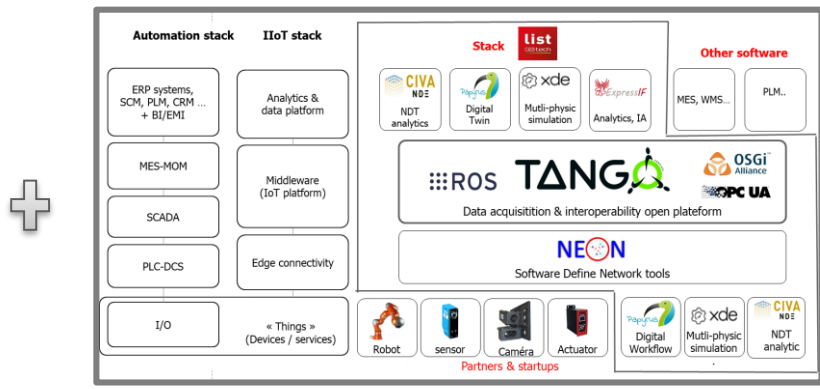 Automation stack
IIoT stack
Stack
list
ceatech
Other software
ERP systems,
SCM, PLM, CRM ...
+ BI/EMI
MES-MOM
SCADA
PLC-DCS
I/O
Analytics &
data platform
Middleware
(IoT platform)
Edge connectivity
« Things »
(Devices / services)
CIVA
NDE
NDT
analytics
Papyrus
Digital
Twin
xde
Mutli-physic
simulation
ExpressIF
Analytics, IA
MES, WMS...
PLM..
ROS
TANGO
OSGi
Alliance
OPC UA
Data acquisitition & interoperability open plateform
NEON
Software Define Network tools
Robot
sensor
Caméra
Actuator
Partners & startups
Papyrus
Digital
Workflow
xde
Mutli-physic
simulation
CIVA
NDE
NDT
analytic